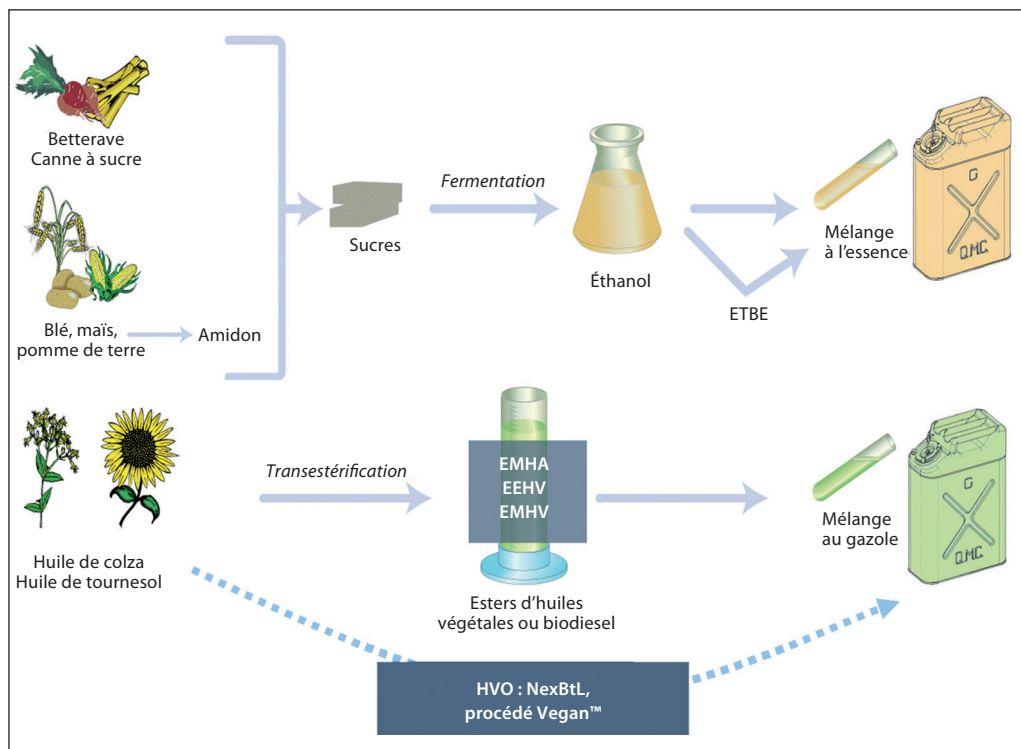 Betterave
Canne à sucre
Blé, maïs,
pomme de terre
Amidon
Sucres
Fermentation
Éthanol
ETBE
Mélange
à l'essence
G
Q.M.C.
Huile de colza
Huile de tournesol
Transestérification
EMHA
EEHV
EMHV
Esters d'huiles
végétales ou biodiesel
Mélange
au gazole
G
Q.M.C.
HVO : NexBtL,
procédé Vegan™